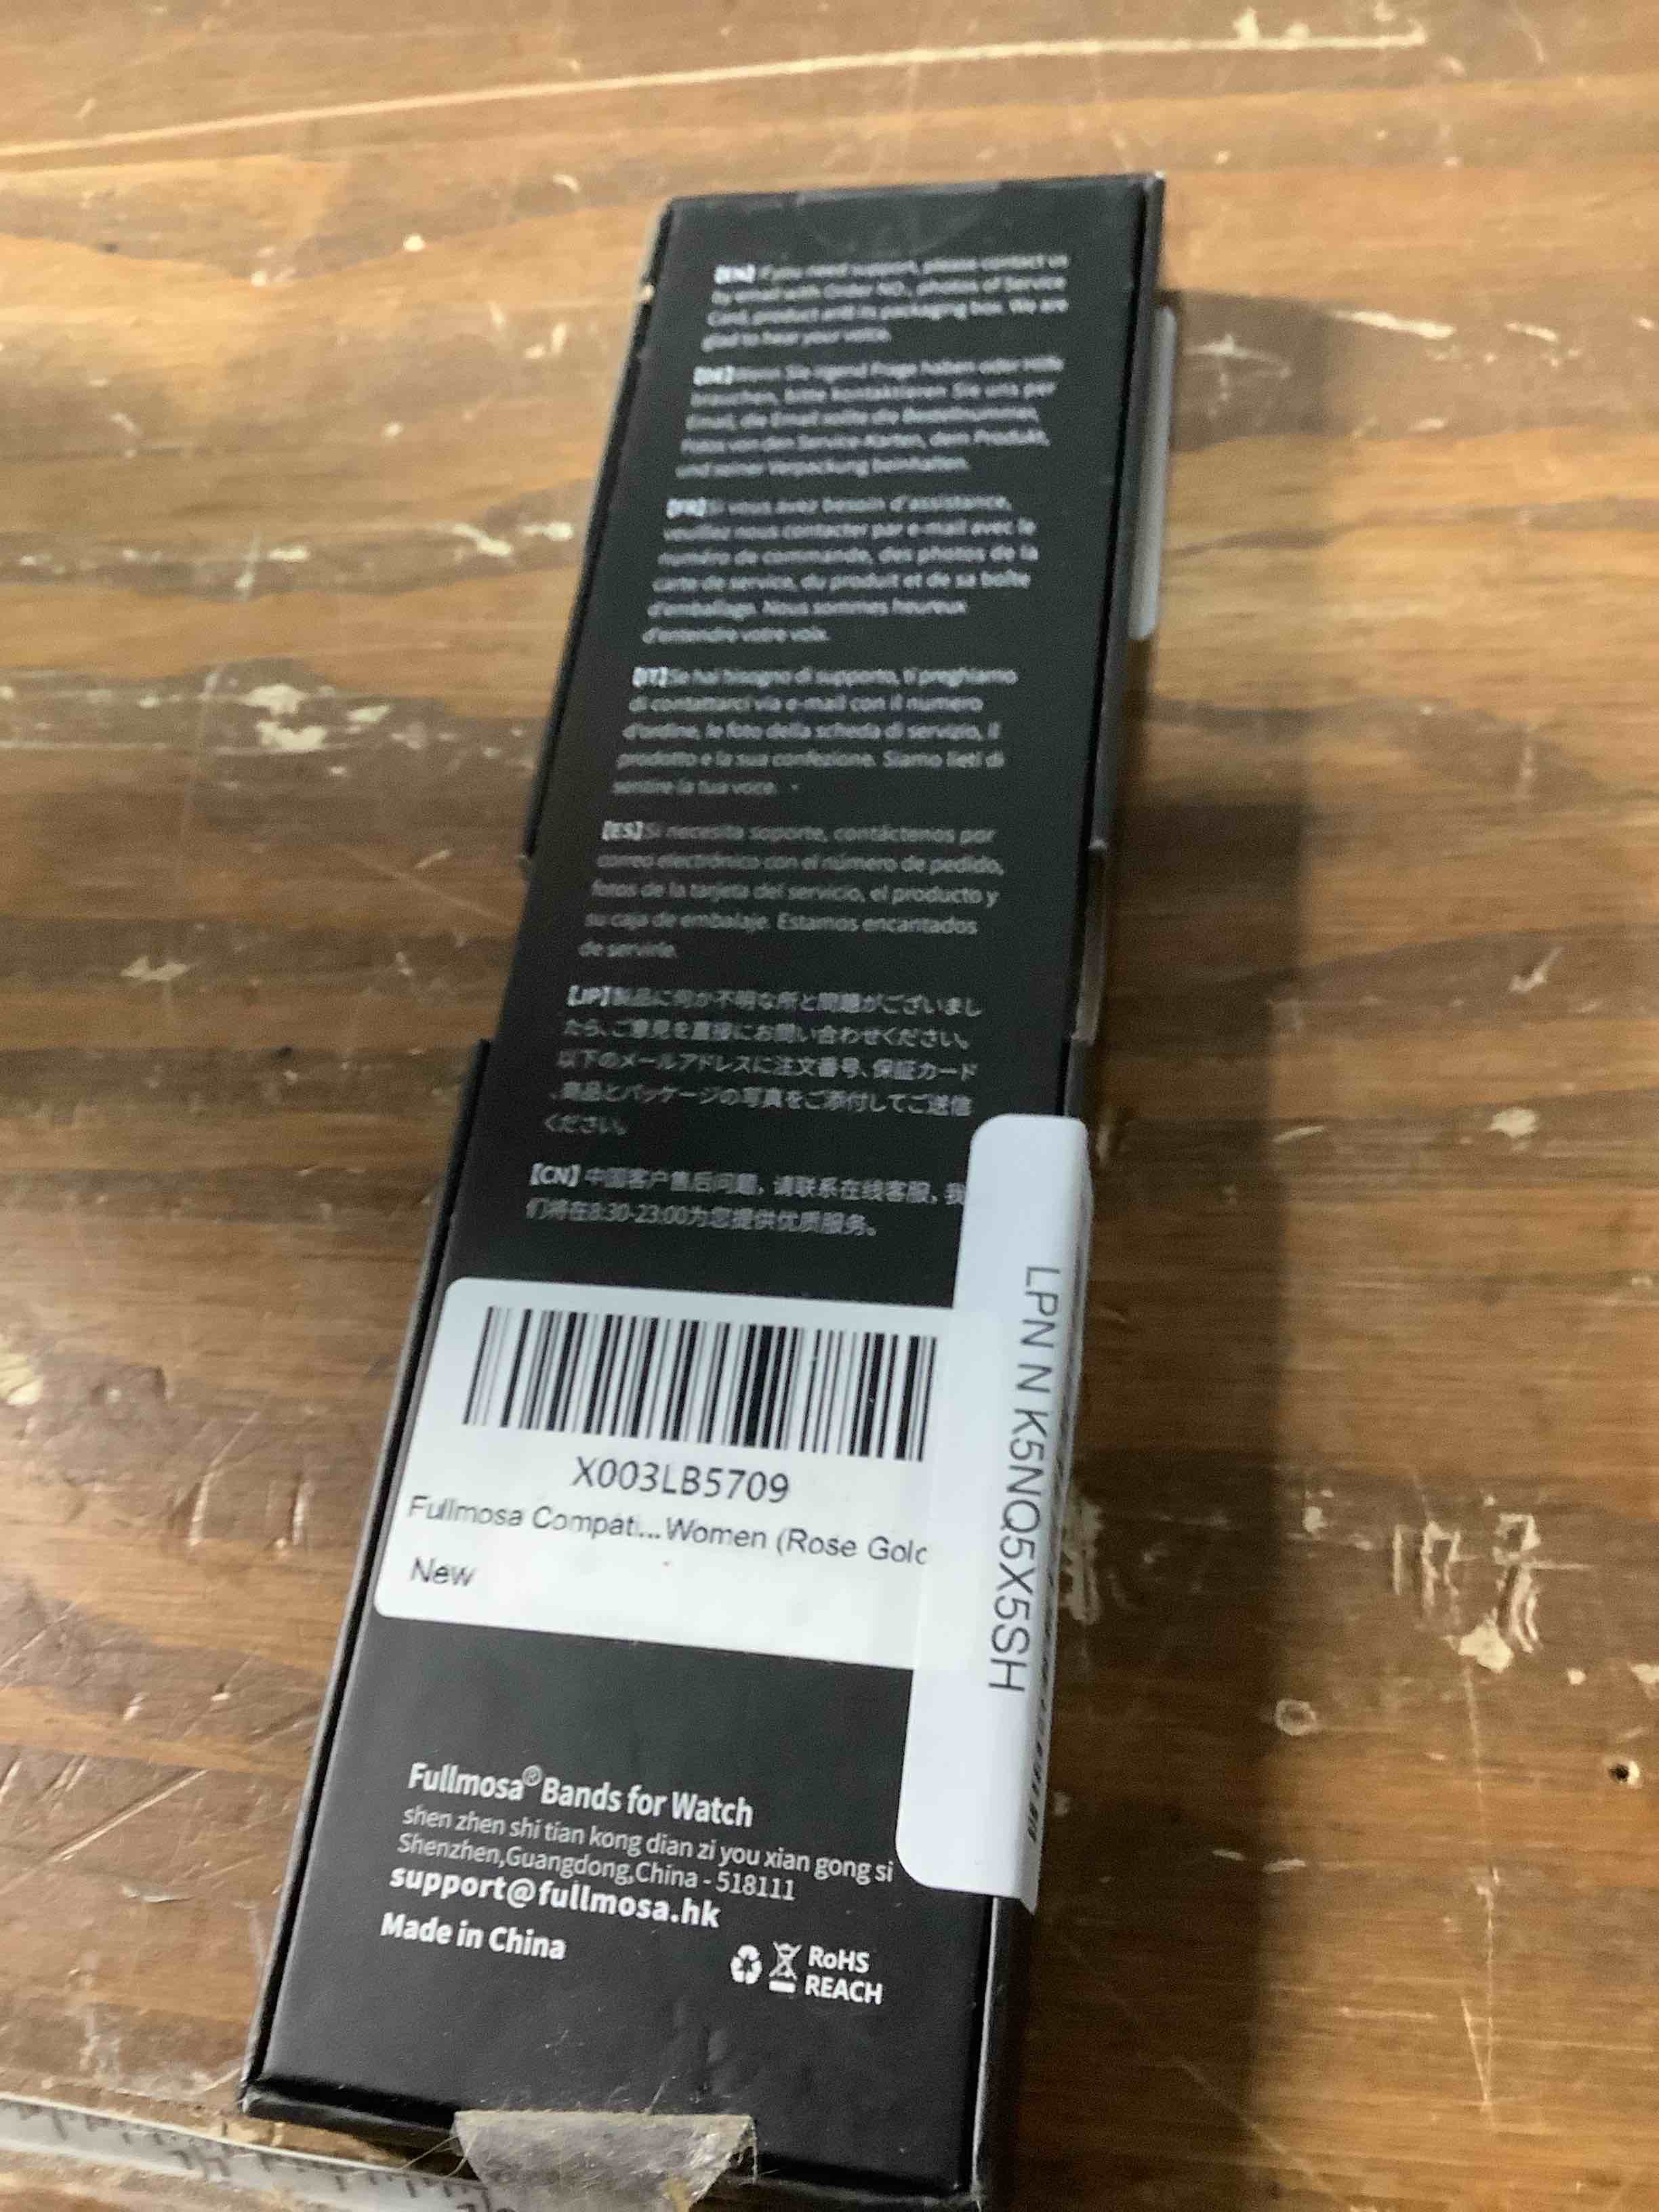 【EN】If you need support, please contact us
by email with Order NO., photos of Service
Card, product and its packaging box. We are
glad to hear your voice.
【DE】Wenn Sie irgend Frage haben oder Hilfe
brauchen, bitte kontaktieren Sie uns per
Email, die Email sollte die Bestellnummer,
Fotos von den Service-Karten, dem Produkt,
und seiner Verpackung beinhalten.
【FR】Si vous avez besoin d'assistance,
veuillez nous contacter par e-mail avec le
numéro de commande, des photos de la
carte de service, du produit et de sa boîte
d'emballage. Nous sommes heureux
d'entendre votre voix.
【IT】Se hai bisogno di supporto, ti preghiamo
di contattarci via e-mail con il numero
d'ordine, le foto della scheda di servizio, il
prodotto e la sua confezione. Siamo lieti di
sentire la tua voce.
【ES】Si necesita soporte, contáctenos por
correo electrónico con el número de pedido,
fotos de la tarjeta del servicio, el producto y
su caja de embalaje. Estamos encantados
de servirle.
【JP】製品に何か不明な所と問題がございまし
たら、ご意見を直接にお問い合わせください。
以下のメールアドレスに注文番号、保証カード
、商品とパッケージの写真をご添付してご送信
ください。
【CN】中国客户售后问题，请联系在线客服，我
们将在8:30-23:00为您提供优质服务。
X003LB5709
Fullmosa Compati... Women (Rose Gold
New
LPN N K5NQ5X5SH
Fullmosa® Bands for Watch
shen zhen shi tian kong dian zi you xian gong si
Shenzhen,Guangdong,China - 518111
support@fullmosa.hk
Made in China
RoHS
REACH